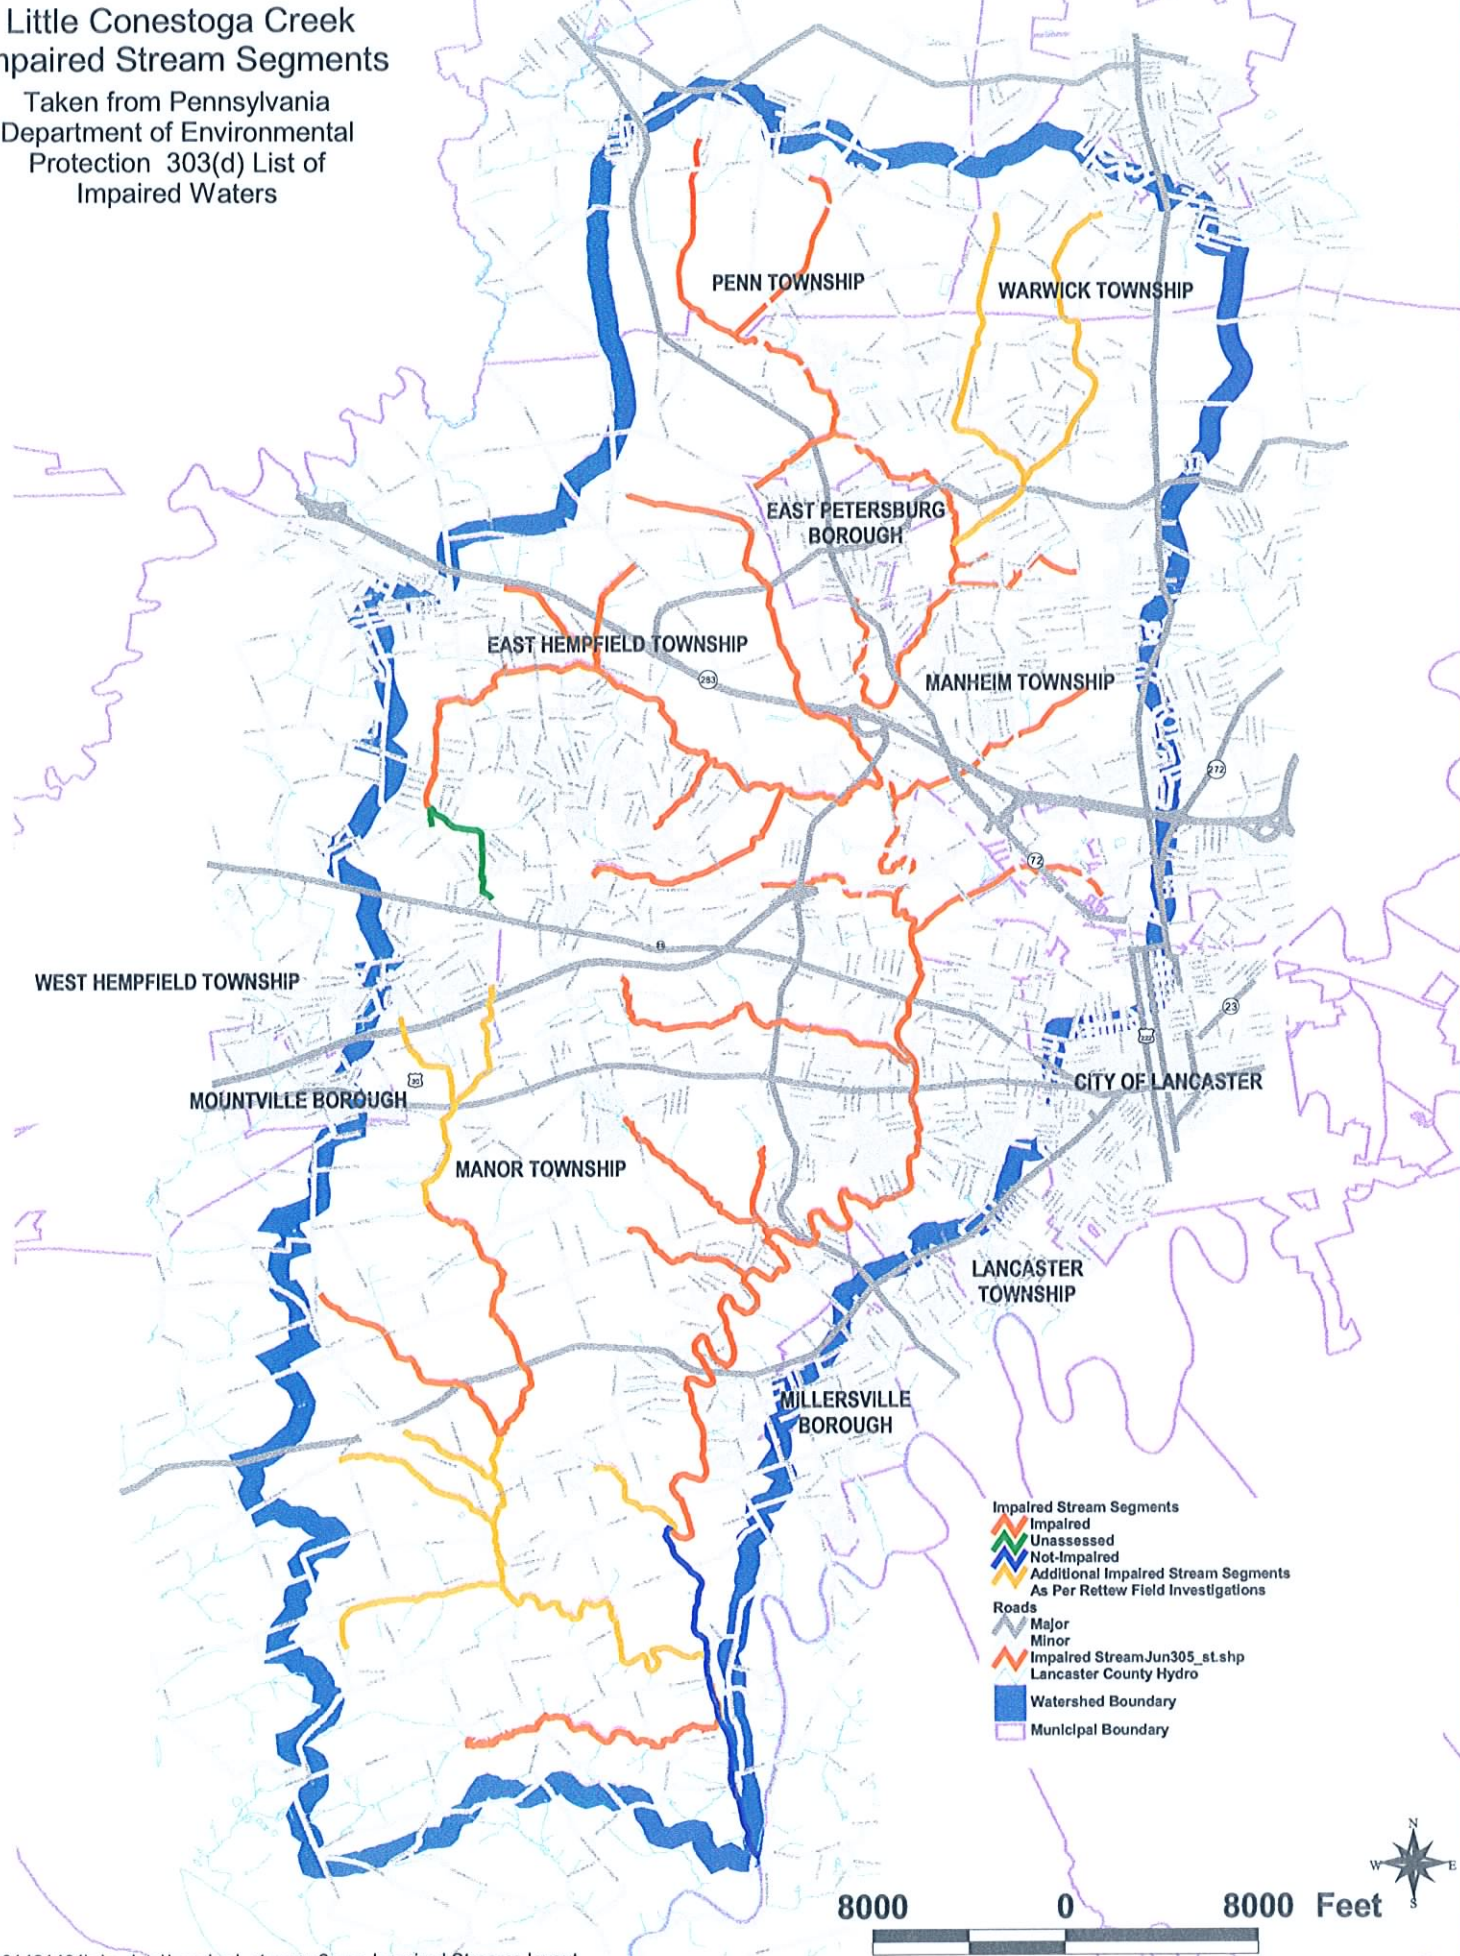 Little Conestoga Creek
mpaired Stream Segments
Taken from Pennsylvania
Department of Environmental
Protection 303(d) List of
Impaired Waters
PENN TOWNSHIP
WARWICK TOWNSHIP
EAST PETERSBURG
BOROUGH
EAST HEMPFIELD TOWNSHIP
283
MANHEIM TOWNSHIP
272
72
WEST HEMPFIELD TOWNSHIP
23
222
30
CITY OF LANCASTER
MOUNTVILLE BOROUGH
MANOR TOWNSHIP
LANCASTER
TOWNSHIP
MILLERSVILLE
BOROUGH
Impaired Stream Segments
Impaired
Unassessed
Not-Impaired
Additional Impaired Stream Segments
As Per Rettew Field Investigations
Roads
Major
Minor
Impaired StreamJun305_st.shp
Lancaster County Hydro
Watershed Boundary
Municipal Boundary
N
W E
S
8000 0 8000 Feet